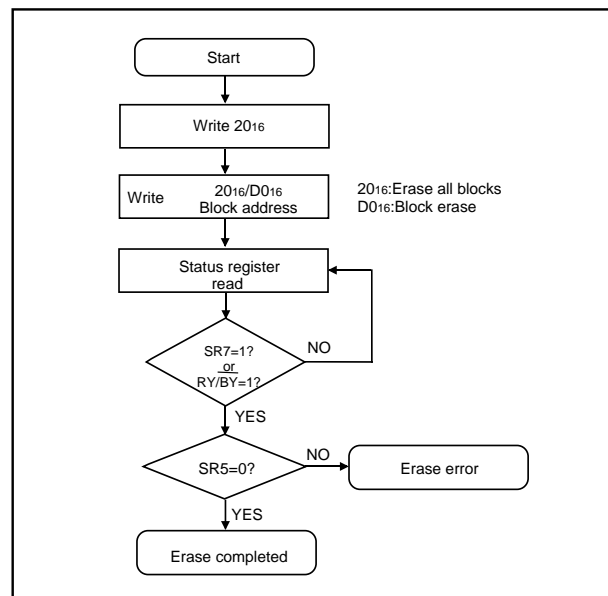 Start
Write 2016
Write 2016/D016
Block address
2016:Erase all blocks
D016:Block erase
Status register
read
SR7=1?
or
RY/BY=1?
NO
YES
SR5=0?
NO
Erase error
YES
Erase completed